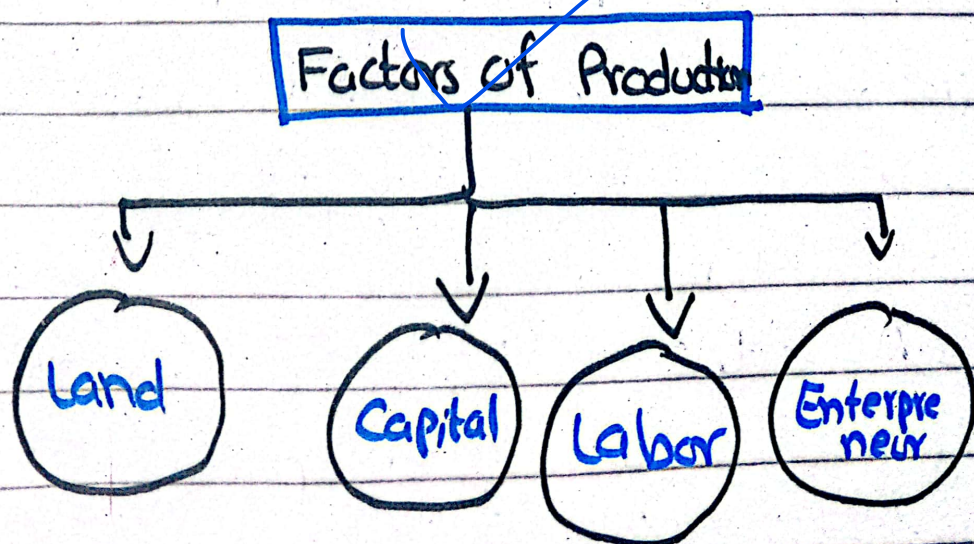 Factors of Production
Land
Capital
Labor
Enterpre
neur